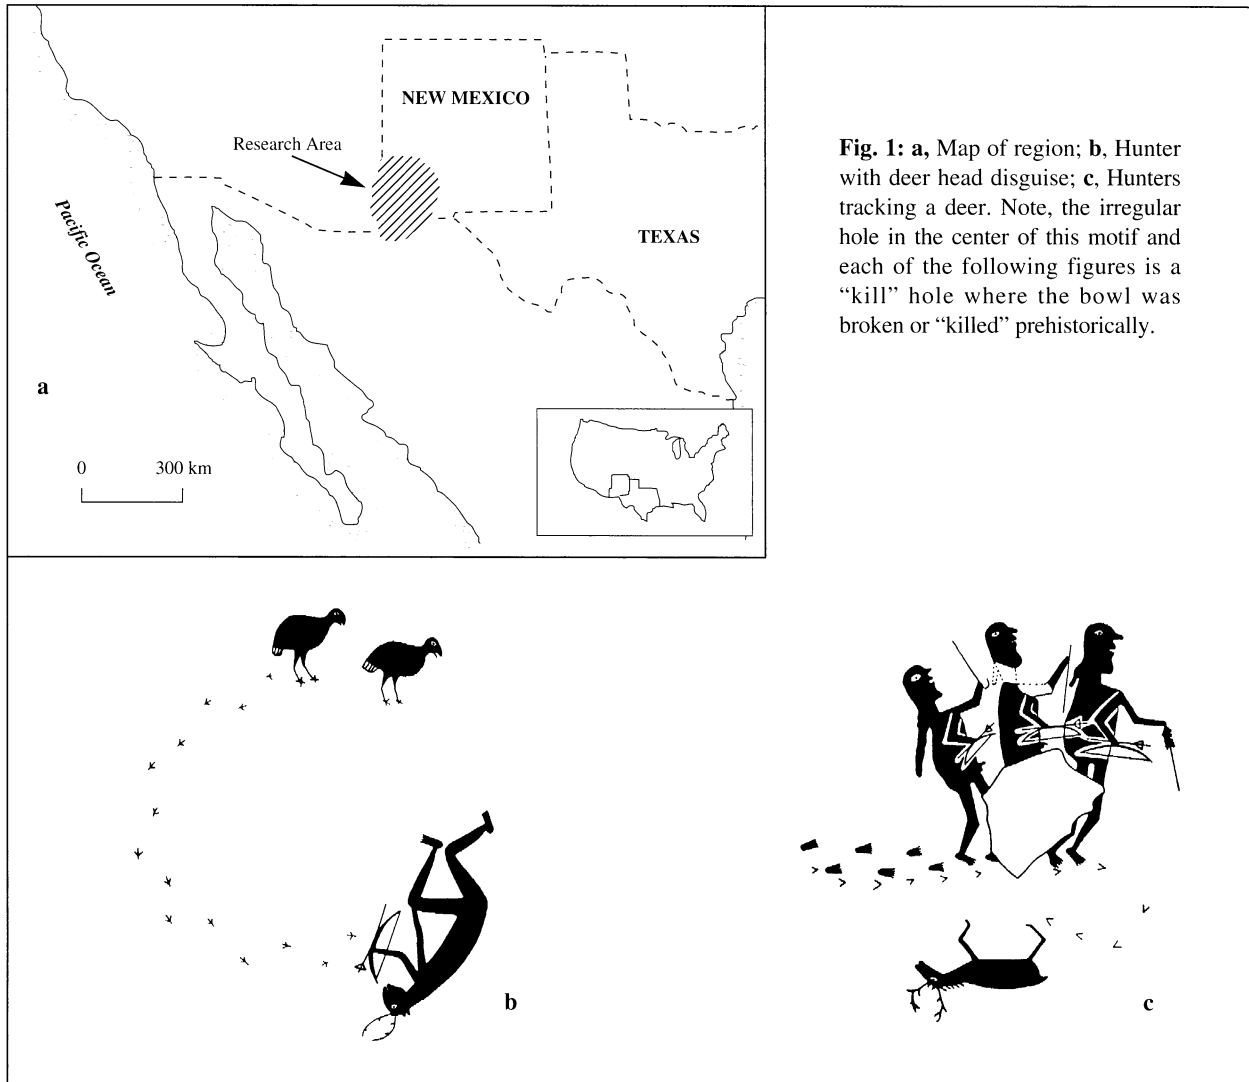 NEW MEXICO
Research Area
Pacific Ocean
TEXAS
a
0 300 km
Fig. 1: a, Map of region; b, Hunter
with deer head disguise; c, Hunters
tracking a deer. Note, the irregular
hole in the center of this motif and
each of the following figures is a
“kill” hole where the bowl was
broken or “killed” prehistorically.
b
c